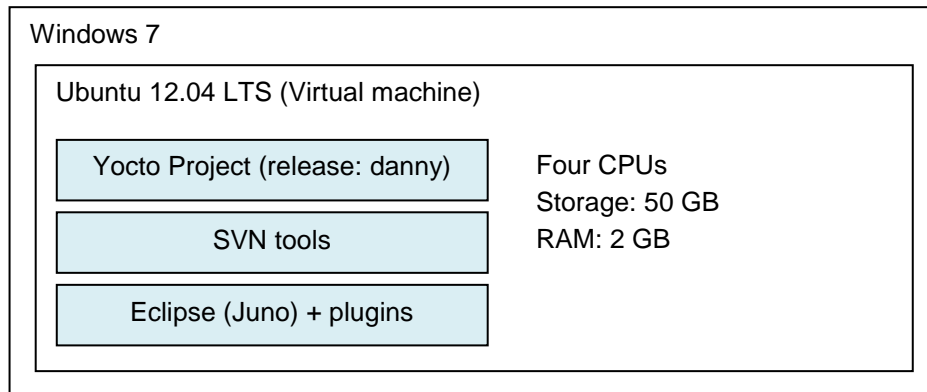 Windows 7
Ubuntu 12.04 LTS (Virtual machine)
Yocto Project (release: danny)
SVN tools
Eclipse (Juno) + plugins
Four CPUs
Storage: 50 GB
RAM: 2 GB